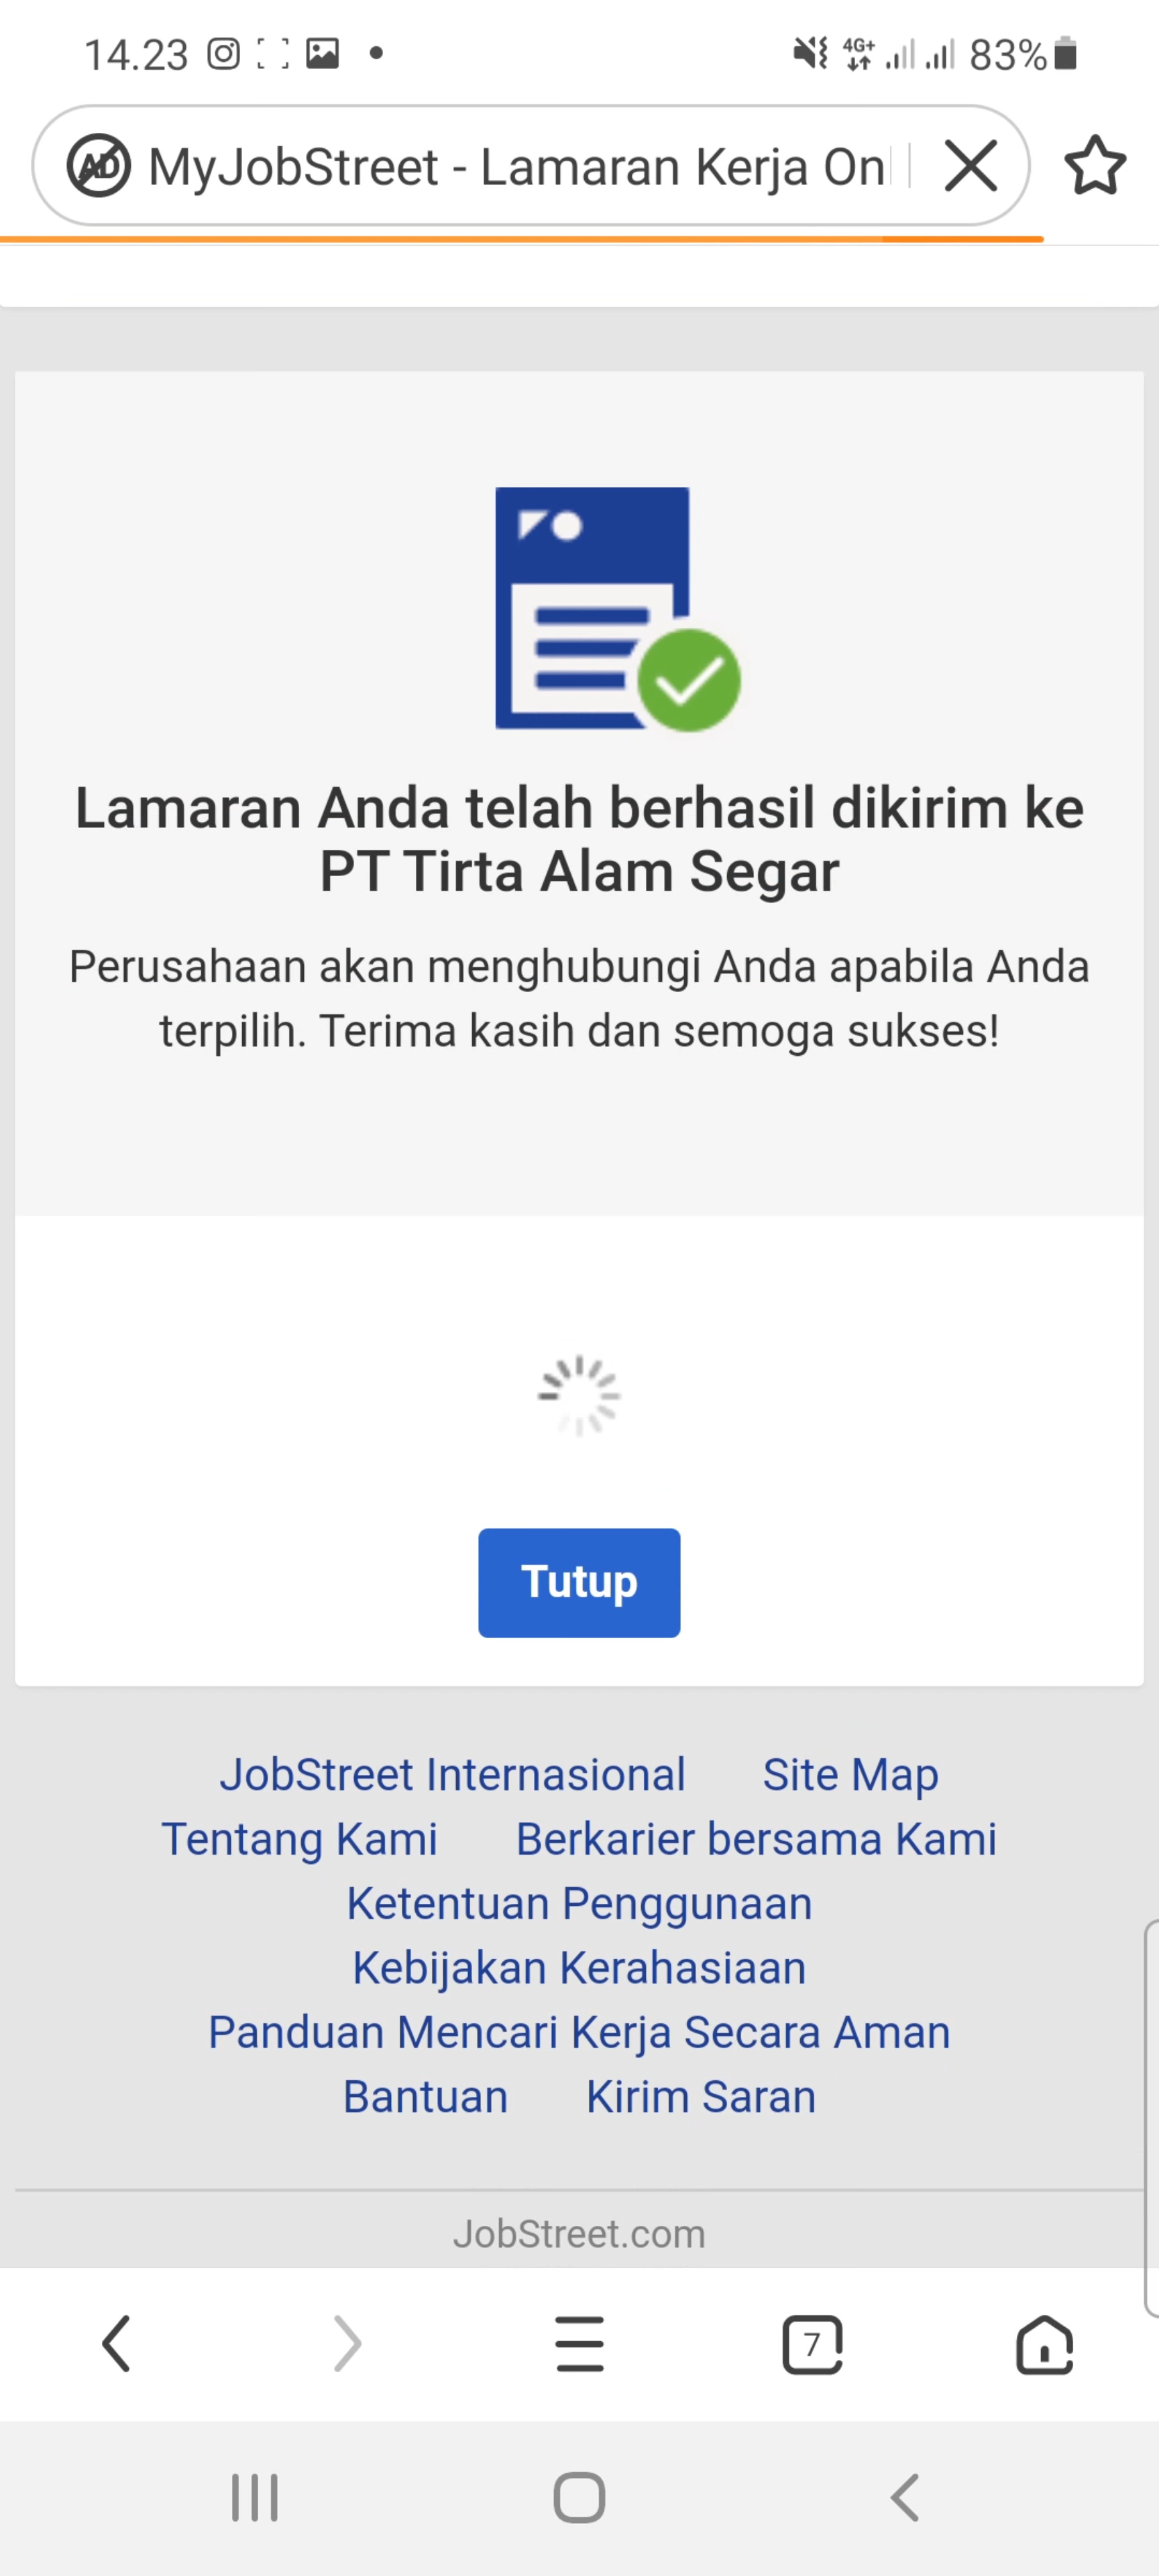 14.23
4G+
83%
AD
MyJobStreet - Lamaran Kerja On
Lamaran Anda telah berhasil dikirim ke
PT Tirta Alam Segar
Perusahaan akan menghubungi Anda apabila Anda
terpilih. Terima kasih dan semoga sukses!
Tutup
JobStreet Internasional Site Map
Tentang Kami Berkarier bersama Kami
Ketentuan Penggunaan
Kebijakan Kerahasiaan
Panduan Mencari Kerja Secara Aman
Bantuan Kirim Saran
JobStreet.com
7